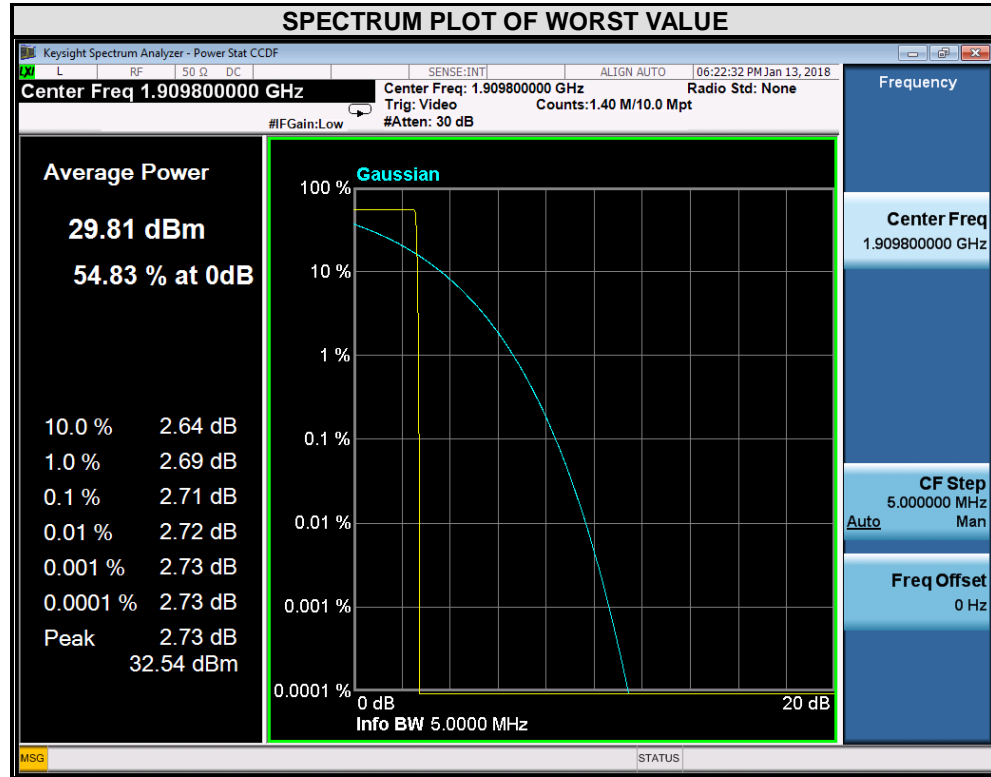 SPECTRUM PLOT OF WORST VALUE
Keysight Spectrum Analyzer - Power Stat CCDF
LXI L RF 50 Ω DC SENSE:INT ALIGN AUTO 06:22:32 PM Jan 13, 2018
Center Freq 1.909800000 GHz
Center Freq: 1.909800000 GHz Radio Std: None
Trig: Video Counts:1.40 M/10.0 Mpt
#IFGain:Low #Atten: 30 dB
Average Power
29.81 dBm
54.83 % at 0dB
10.0 % 2.64 dB
1.0 % 2.69 dB
0.1 % 2.71 dB
0.01 % 2.72 dB
0.001 % 2.73 dB
0.0001 % 2.73 dB
Peak 2.73 dB
32.54 dBm
Gaussian
100 %
10 %
1 %
0.1 %
0.01 %
0.001 %
0.0001 %
0 dB 20 dB
Info BW 5.0000 MHz
Frequency
Center Freq
1.909800000 GHz
CF Step
5.000000 MHz
Auto Man
Freq Offset
0 Hz
MSG STATUS